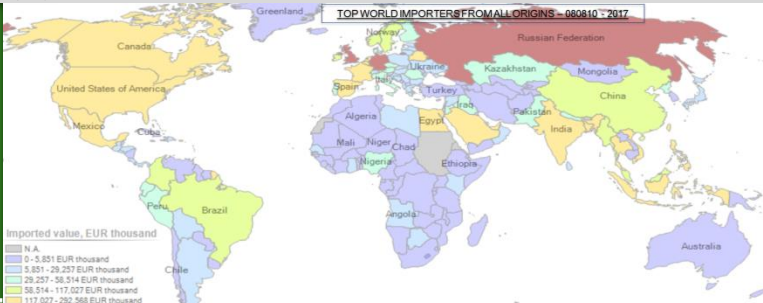 TOP WORLD IMPORTERS FROM ALL ORIGINS – 080810 - 2017
Greenland
Norway
Russian Federation
Canada
Ukraine
Kazakhstan
Mongolia
United States of America
Spain
Italy
Turkey
China
Iraq
Pakistan
Mexico
Cuba
Algeria
Egypt
India
Mali
Niger
Chad
Nigeria
Ethiopia
Peru
Brazil
Angola
Australia
Chile
Imported value, EUR thousand
N.A.
0 - 5,851 EUR thousand
5,851 - 29,257 EUR thousand
29,257 - 58,514 EUR thousand
58,514 - 117,027 EUR thousand
117,027 - 292,568 EUR thousand